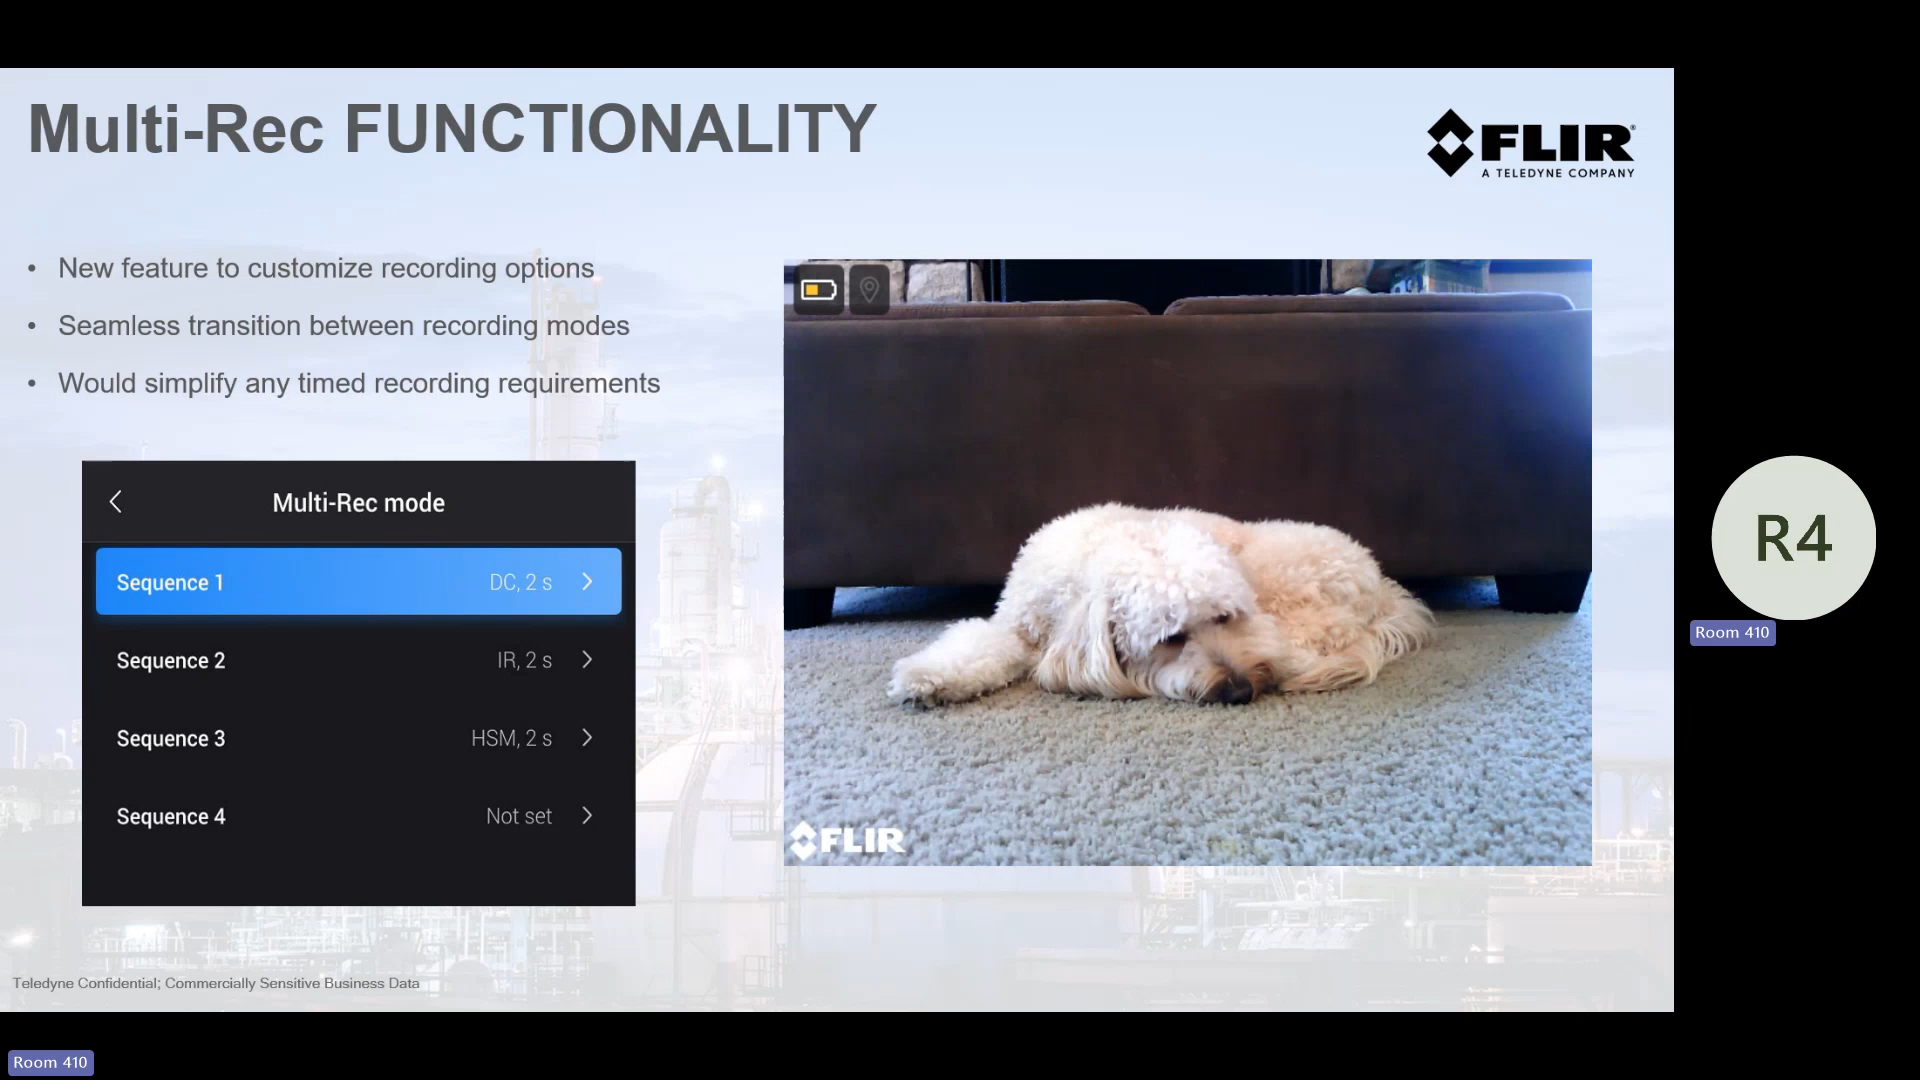 Multi-Rec FUNCTIONALITY
FLIR®
A TELEDYNE COMPANY
• New feature to customize recording options
• Seamless transition between recording modes
• Would simplify any timed recording requirements
Multi-Rec mode
Sequence 1 DC, 2 s
Sequence 2 IR, 2 s
Sequence 3 HSM, 2 s
Sequence 4 Not set
FLIR
R4
Room 410
Teledyne Confidential; Commercially Sensitive Business Data
Room 410